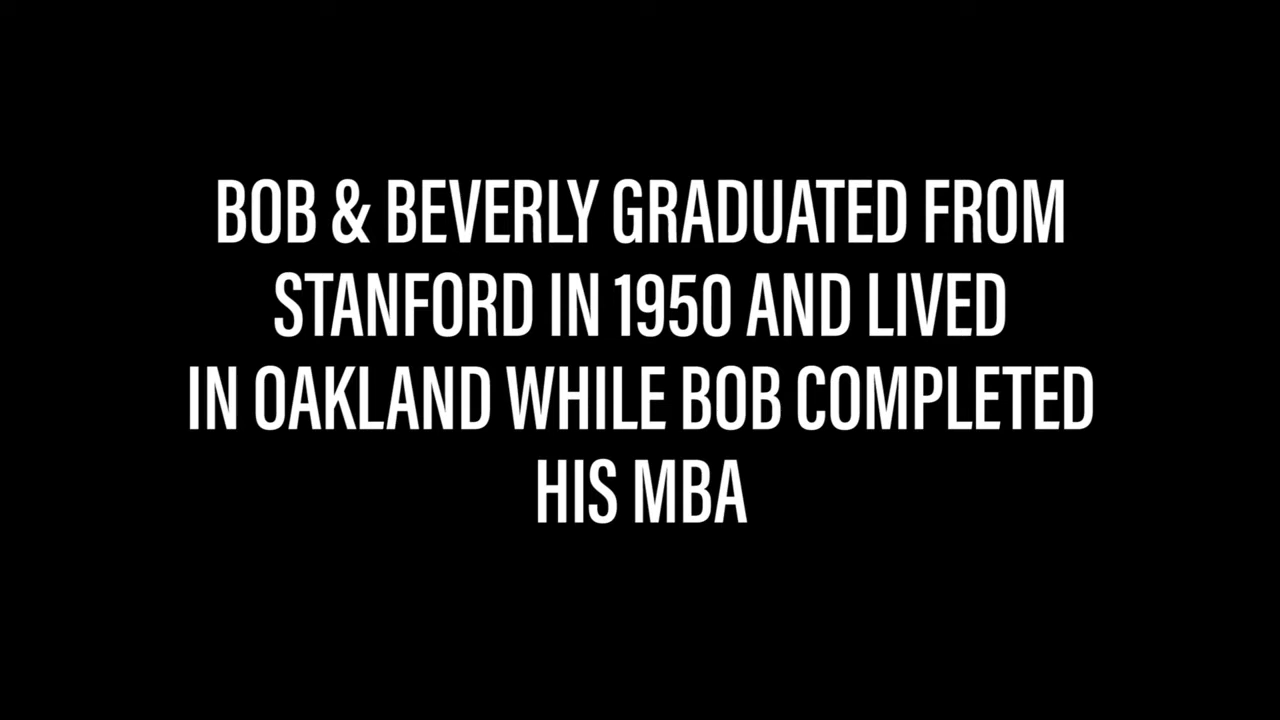 BOB & BEVERLY GRADUATED FROM
STANFORD IN 1950 AND LIVED
IN OAKLAND WHILE BOB COMPLETED
HIS MBA